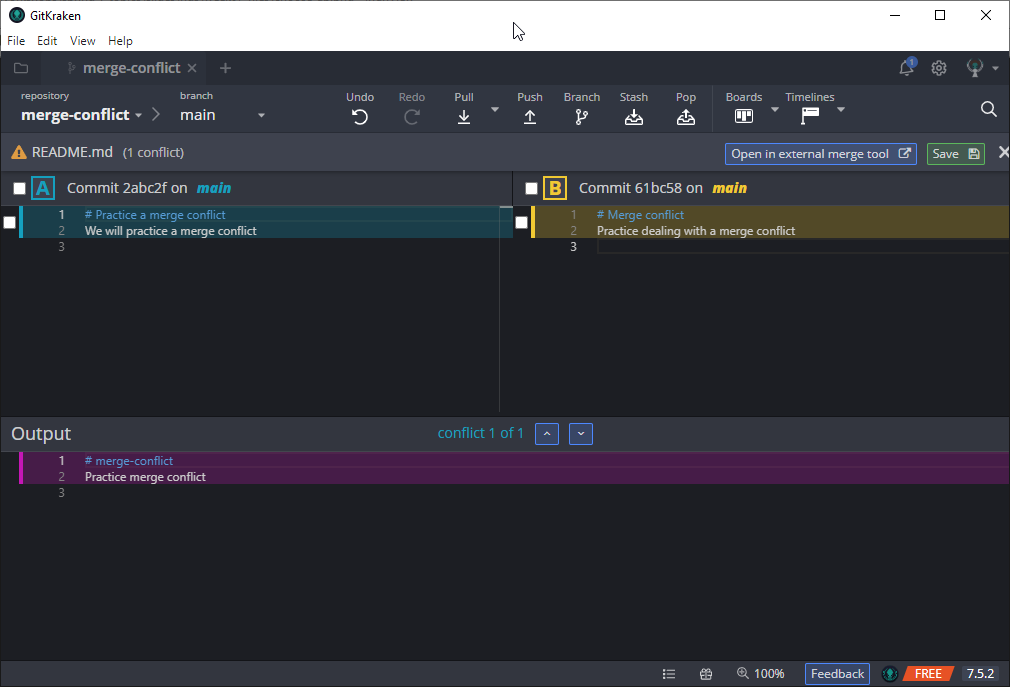 GitKraken
File Edit View Help
merge-conflict
repository
merge-conflict
branch
main
Undo Redo Pull Push Branch Stash Pop Boards Timelines
1
README.md (1 conflict)
Open in external merge tool
Save
A Commit 2abc2f on main
1 # Practice a merge conflict
2 We will practice a merge conflict
3
B Commit 61bc58 on main
1 # Merge conflict
2 Practice dealing with a merge conflict
3
Output
conflict 1 of 1
1 # merge-conflict
2 Practice merge conflict
3
100% Feedback FREE 7.5.2